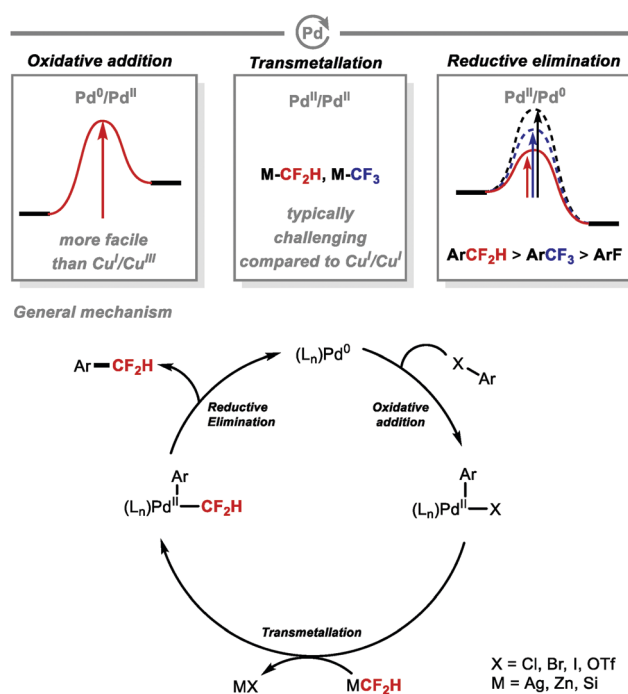 Pd
Oxidative addition
Pd⁰/Pdᴵᴵ
more facile
than Cuᴵ/Cuᴵᴵᴵ
Transmetallation
Pdᴵᴵ/Pdᴵᴵ
M-CF₂H, M-CF₃
typically
challenging
compared to Cuᴵ/Cuᴵ
Reductive elimination
Pdᴵᴵ/Pd⁰
ArCF₂H > ArCF₃ > ArF
General mechanism
(Lₙ)Pd⁰
X
Ar
Oxidative
addition
Ar
(Lₙ)Pdᴵᴵ—X
Transmetallation
MCF₂H
MX
Ar
(Lₙ)Pdᴵᴵ—CF₂H
Reductive
Elimination
Ar—CF₂H
X = Cl, Br, I, OTf
M = Ag, Zn, Si